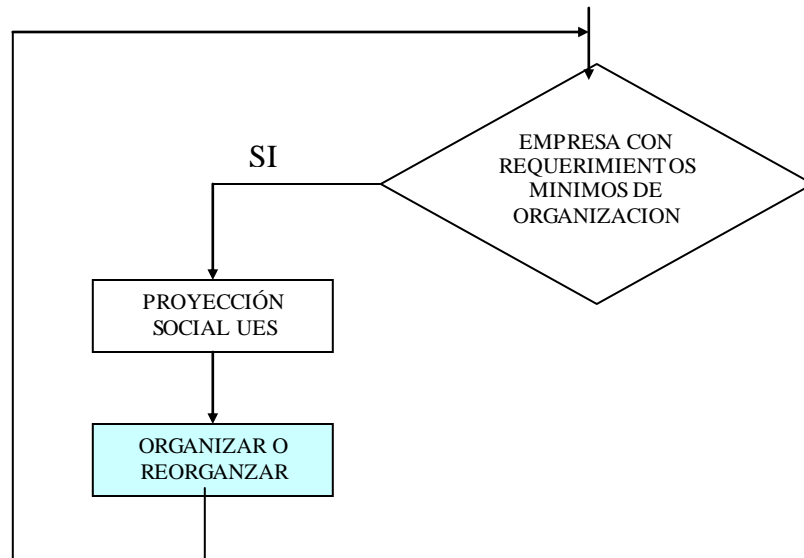 EMPRESA CON
REQUERIMIENTOS
MINIMOS DE
ORGANIZACION
SI
PROYECCIÓN
SOCIAL UES
ORGANIZAR O
REORGANZAR